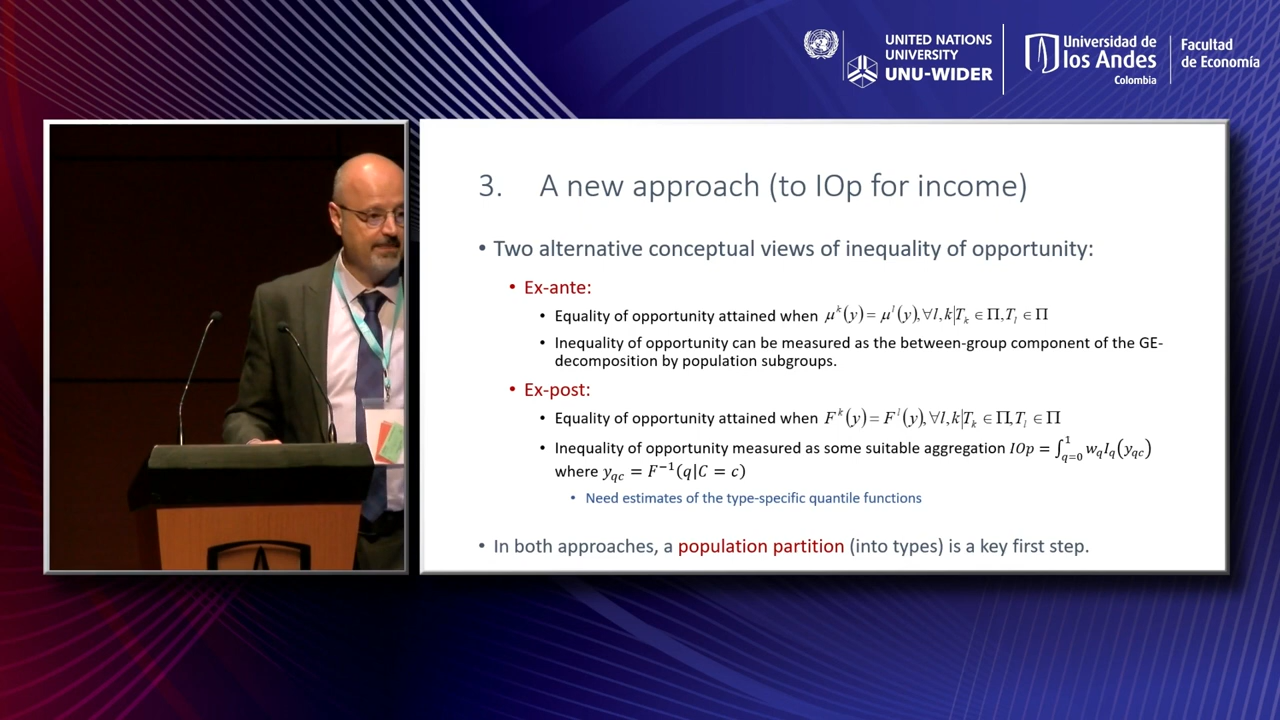 UNITED NATIONS
UNIVERSITY
UNU-WIDER
Universidad de
los Andes
Colombia
Facultad
de Economía
3. A new approach (to IOp for income)
• Two alternative conceptual views of inequality of opportunity:
• Ex-ante:
• Equality of opportunity attained when μ^k(y) = μ^l(y), ∀l, k|T_k ∈ Π, T_l ∈ Π
• Inequality of opportunity can be measured as the between-group component of the GE-
decomposition by population subgroups.
• Ex-post:
• Equality of opportunity attained when F^k(y) = F^l(y), ∀l, k|T_k ∈ Π, T_l ∈ Π
• Inequality of opportunity measured as some suitable aggregation IOp = ∫_{q=0}^{1} w_q I_q(y_{qc})
where y_{qc} = F^{−1}(q|C = c)
• Need estimates of the type-specific quantile functions
• In both approaches, a population partition (into types) is a key first step.